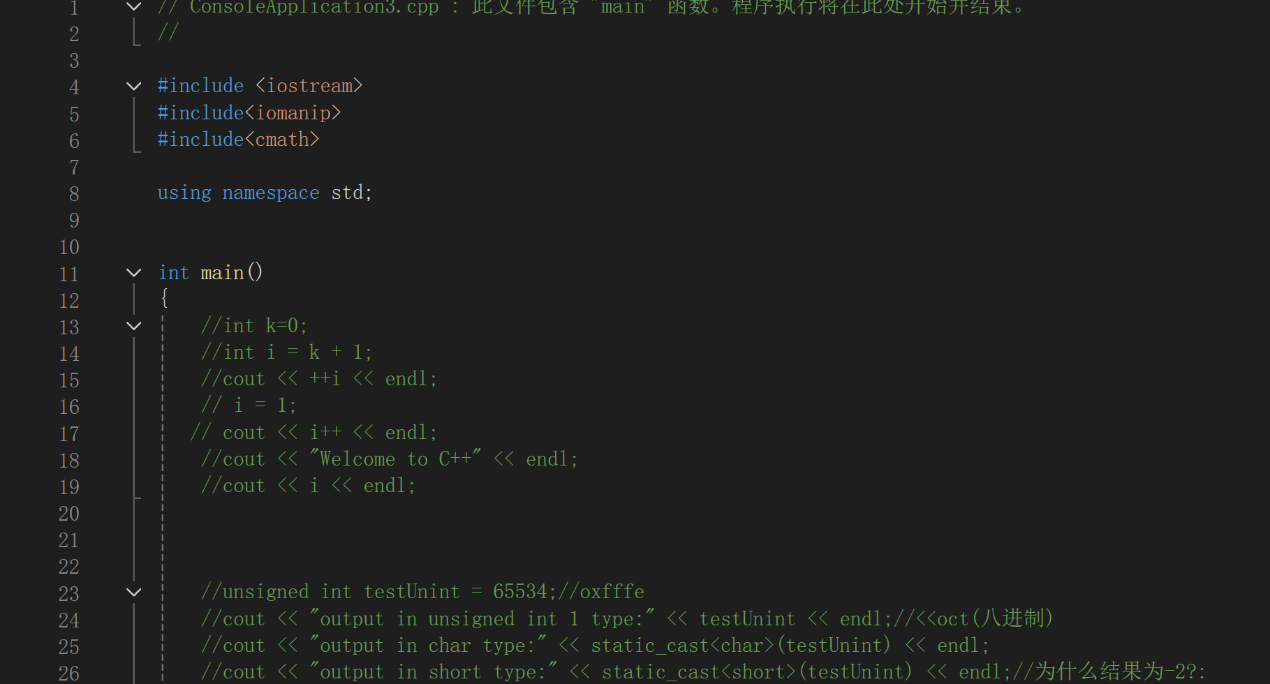 1 // ConsoleApplication3.cpp : 此文件包含 "main" 函数。程序执行将在此处开始并结束。
2 //
3
4 #include <iostream>
5 #include<iomanip>
6 #include<cmath>
7
8 using namespace std;
9
10
11 int main()
12 {
13 //int k=0;
14 //int i = k + 1;
15 //cout << ++i << endl;
16 // i = 1;
17 // cout << i++ << endl;
18 //cout << "Welcome to C++" << endl;
19 //cout << i << endl;
20
21
22
23 //unsigned int testUnint = 65534;//oxfffe
24 //cout << "output in unsigned int 1 type:" << testUnint << endl;//<<oct(八进制)
25 //cout << "output in char type:" << static_cast<char>(testUnint) << endl;
26 //cout << "output in short type:" << static_cast<short>(testUnint) << endl;//为什么结果为-2?: